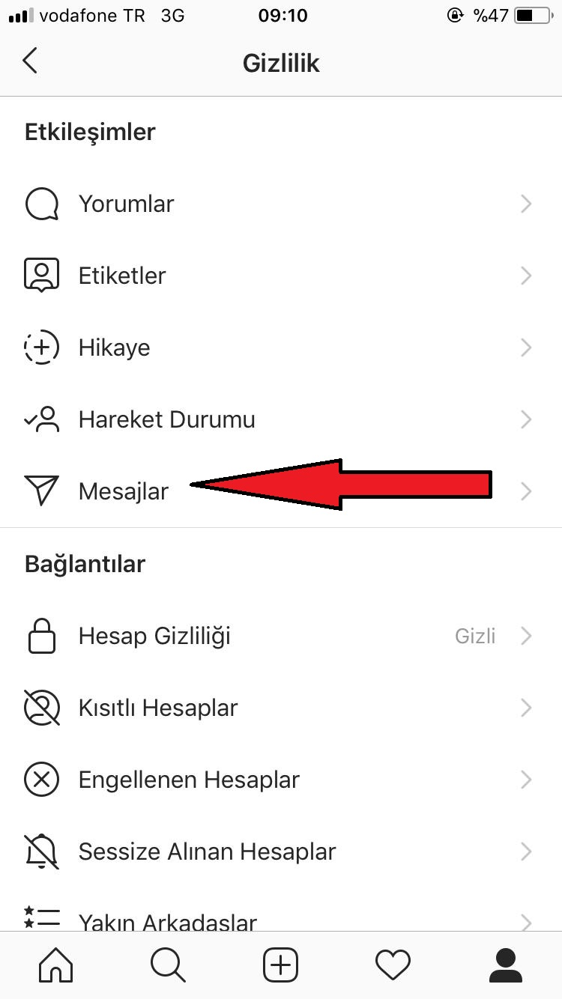 vodafone TR 3G 09:10 %47
Gizlilik
Etkileşimler
Yorumlar
Etiketler
Hikaye
Hareket Durumu
Mesajlar
Bağlantılar
Hesap Gizliliği Gizli
Kısıtlı Hesaplar
Engellenen Hesaplar
Sessize Alınan Hesaplar
Yakın Arkadaşlar